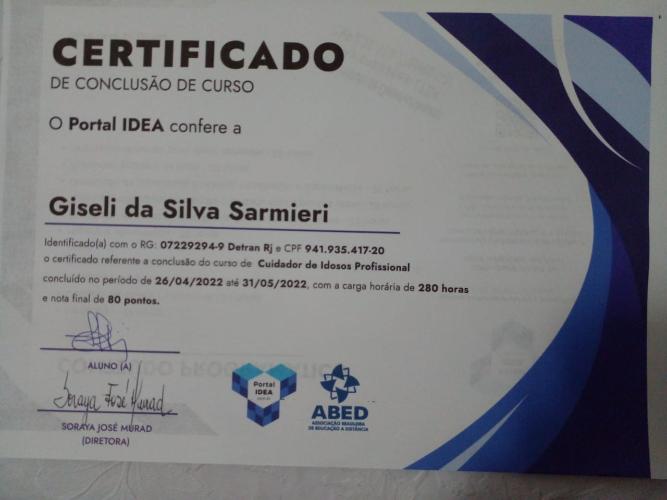 CERTIFICADO
DE CONCLUSÃO DE CURSO
O Portal IDEA confere a
Giseli da Silva Sarmieri
Identificado(a) com o RG: 07229294-9 Detran Rj e CPF 941.935.417-20
o certificado referente a conclusão do curso de Cuidador de Idosos Profissional
concluído no período de 26/04/2022 até 31/05/2022, com a carga horária de 280 horas
e nota final de 80 pontos.
ALUNO (A)
Soraya José Murad
SORAYA JOSÉ MURAD
(DIRETORA)
Portal
IDEA
ABED
ASSOCIAÇÃO BRASILEIRA
DE EDUCAÇÃO A DISTÂNCIA